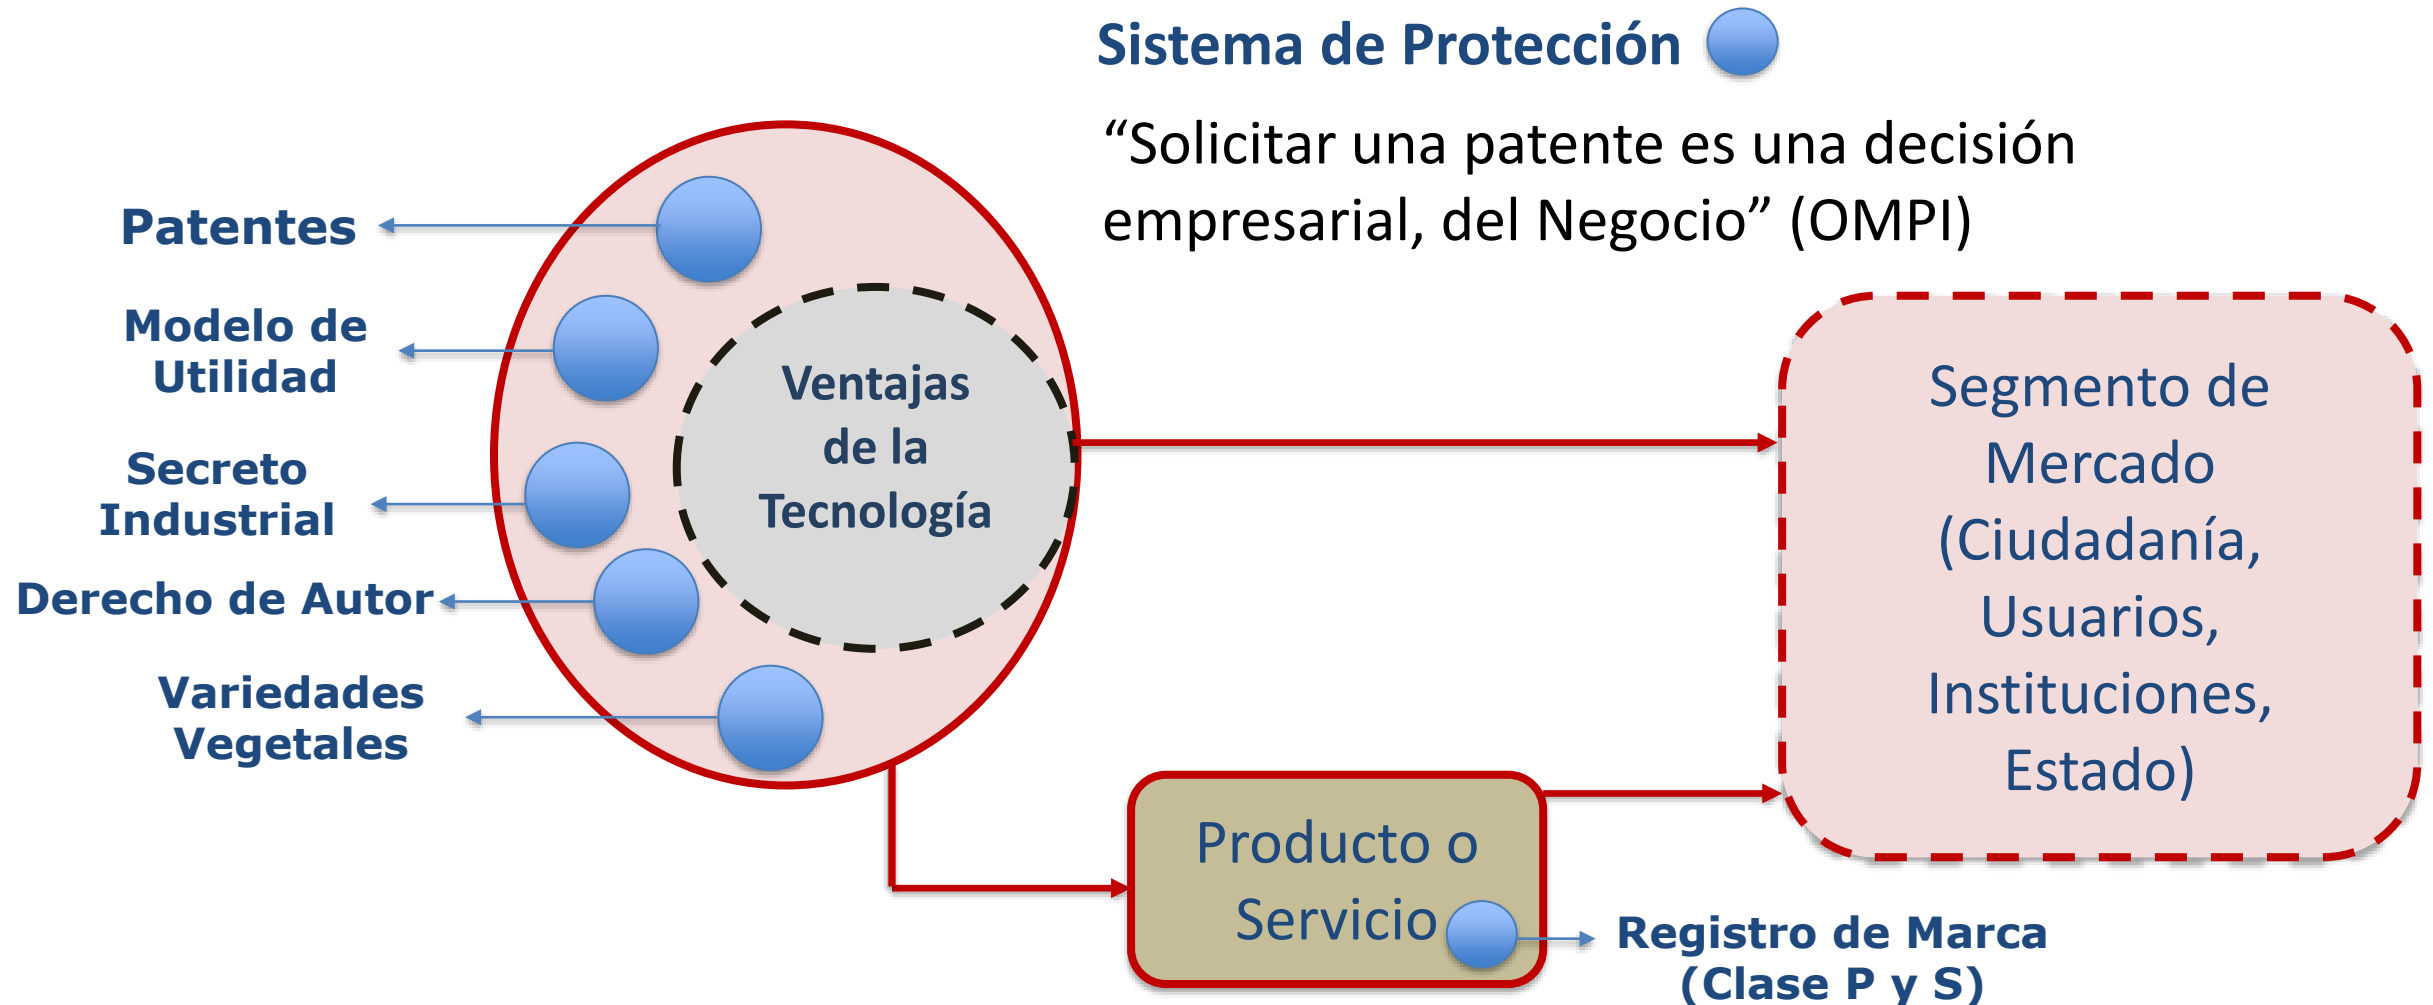 Sistema de Protección
“Solicitar una patente es una decisión
empresarial, del Negocio” (OMPI)
Patentes
Modelo de
Utilidad
Secreto
Industrial
Derecho de Autor
Variedades
Vegetales
Ventajas
de la
Tecnología
Segmento de
Mercado
(Ciudadanía,
Usuarios,
Instituciones,
Estado)
Producto o
Servicio
Registro de Marca
(Clase P y S)